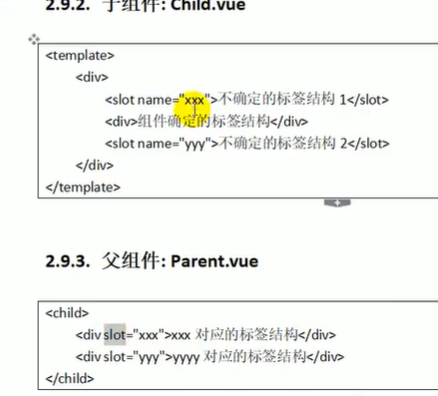 2.9.2. 子组件: Child.vue
<template>
<div>
<slot name="xxx">不确定的标签结构 1</slot>
<div>组件确定的标签结构</div>
<slot name="yyy">不确定的标签结构 2</slot>
</div>
</template>
2.9.3. 父组件: Parent.vue
<child>
<div slot="xxx">xxx 对应的标签结构</div>
<div slot="yyy">yyyy 对应的标签结构</div>
</child>